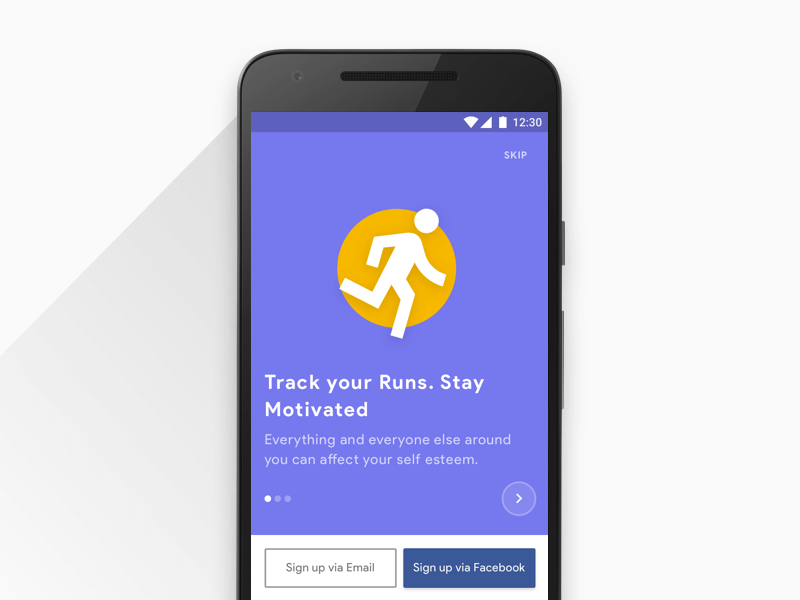 12:30
SKIP
Track your Runs. Stay
Motivated
Everything and everyone else around
you can affect your self esteem.
Sign up via Email
Sign up via Facebook